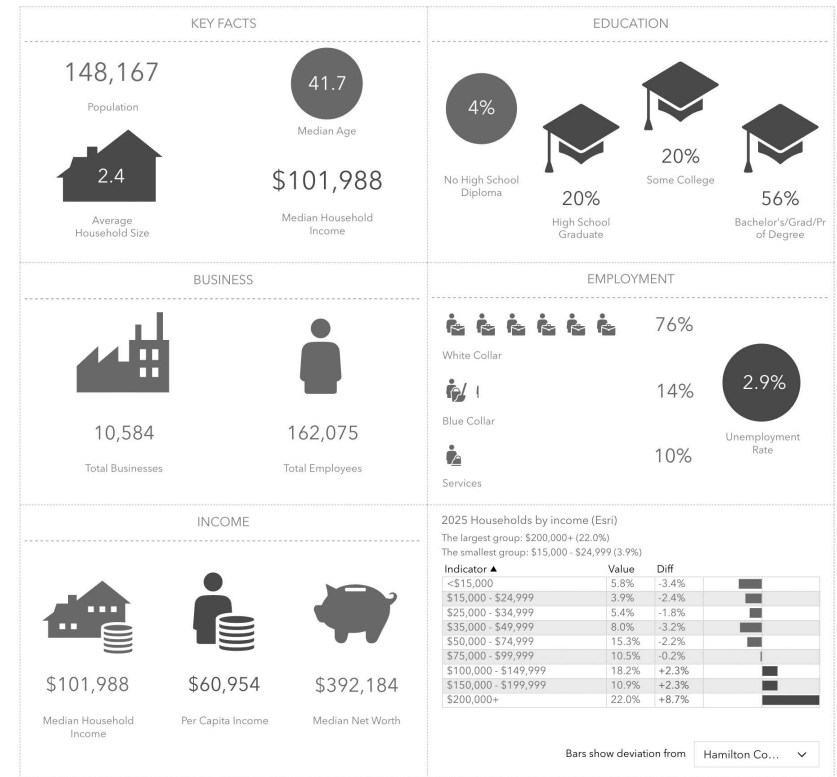 KEY FACTS
148,167
Population
41.7
Median Age
2.4
Average
Household Size
$101,988
Median Household
Income
EDUCATION
4%
No High School
Diploma
20%
High School
Graduate
20%
Some College
56%
Bachelor's/Grad/Pr
of Degree
BUSINESS
10,584
Total Businesses
162,075
Total Employees
EMPLOYMENT
76%
White Collar
14%
Blue Collar
10%
Services
2.9%
Unemployment
Rate
INCOME
$101,988
Median Household
Income
$60,954
Per Capita Income
$392,184
Median Net Worth
2025 Households by income (Esri)
The largest group: $200,000+ (22.0%)
The smallest group: $15,000 - $24,999 (3.9%)
Indicator ▲ Value Diff
<$15,000 5.8% -3.4%
$15,000 - $24,999 3.9% -2.4%
$25,000 - $34,999 5.4% -1.8%
$35,000 - $49,999 8.0% -3.2%
$50,000 - $74,999 15.3% -2.2%
$75,000 - $99,999 10.5% -0.2%
$100,000 - $149,999 18.2% +2.3%
$150,000 - $199,999 10.9% +2.3%
$200,000+ 22.0% +8.7%
Bars show deviation from Hamilton Co...